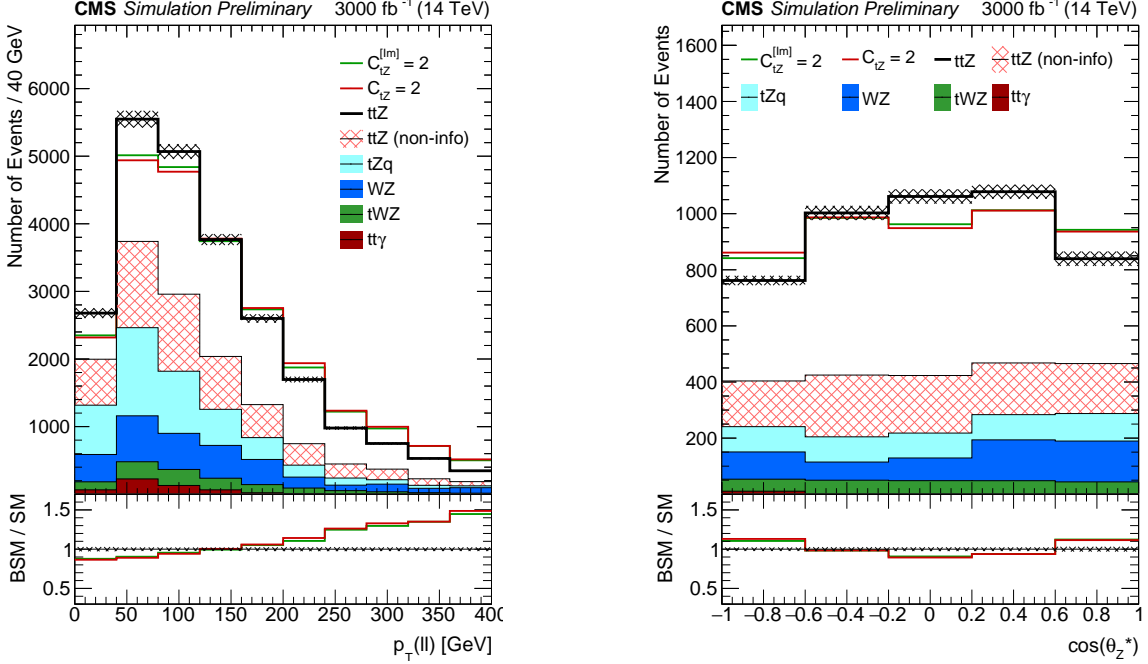 CMS Simulation Preliminary 3000 fb⁻¹ (14 TeV)
Number of Events / 40 GeV
C_tZ^[Im] = 2
C_tZ = 2
ttZ
ttZ (non-info)
tZq
WZ
tWZ
ttγ
6000
5000
4000
3000
2000
1000
BSM / SM
1.5
1
0.5
0 50 100 150 200 250 300 350 400
p_T(ll) [GeV]
CMS Simulation Preliminary 3000 fb⁻¹ (14 TeV)
Number of Events
C_tZ^[Im] = 2 C_tZ = 2 ttZ ttZ (non-info)
tZq WZ tWZ ttγ
1600
1400
1200
1000
800
600
400
200
BSM / SM
1.5
1
0.5
−1 −0.8 −0.6 −0.4 −0.2 0 0.2 0.4 0.6 0.8 1
cos(θ_Z*)